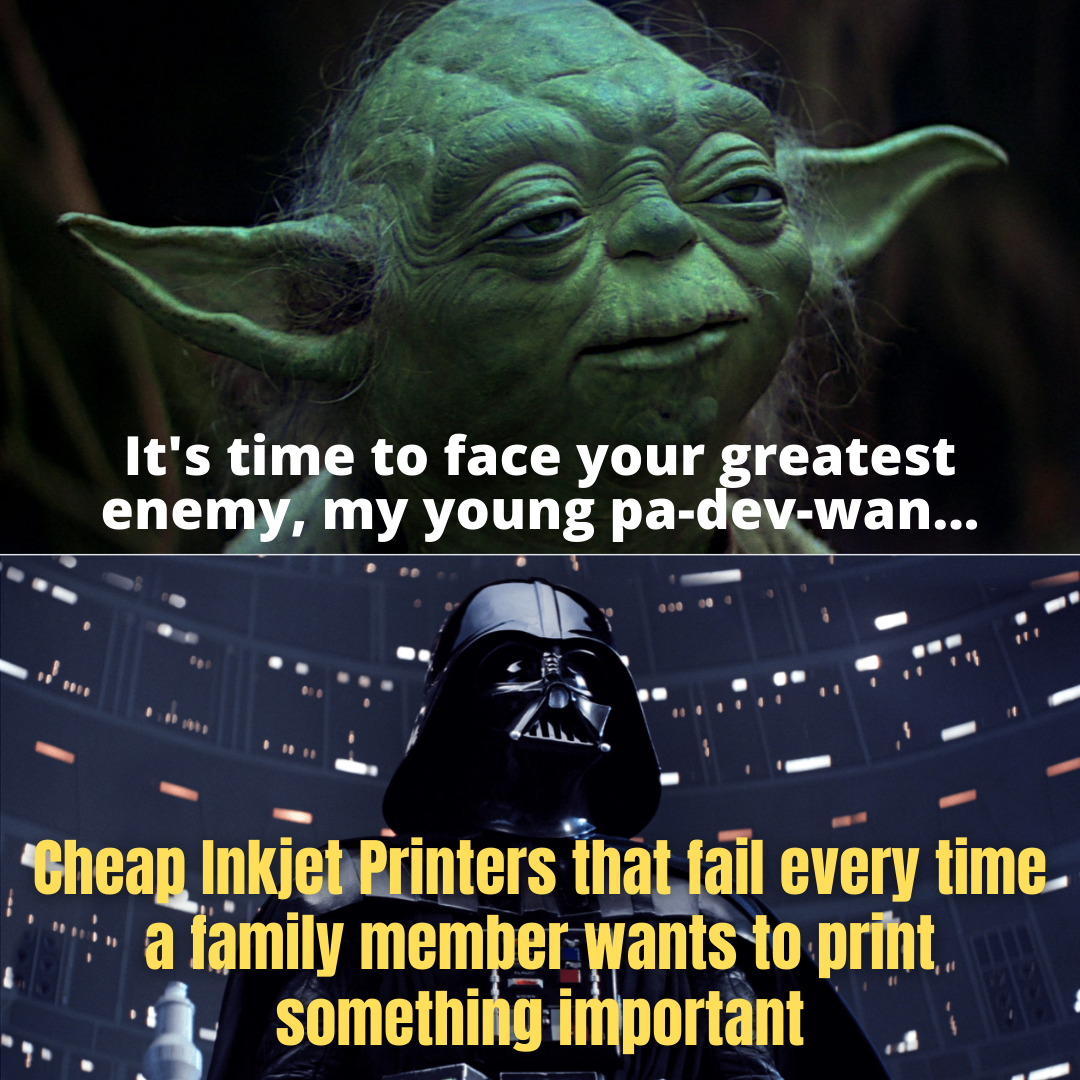 It's time to face your greatest
enemy, my young pa-dev-wan...
Cheap Inkjet Printers that fail every time
a family member wants to print
something important